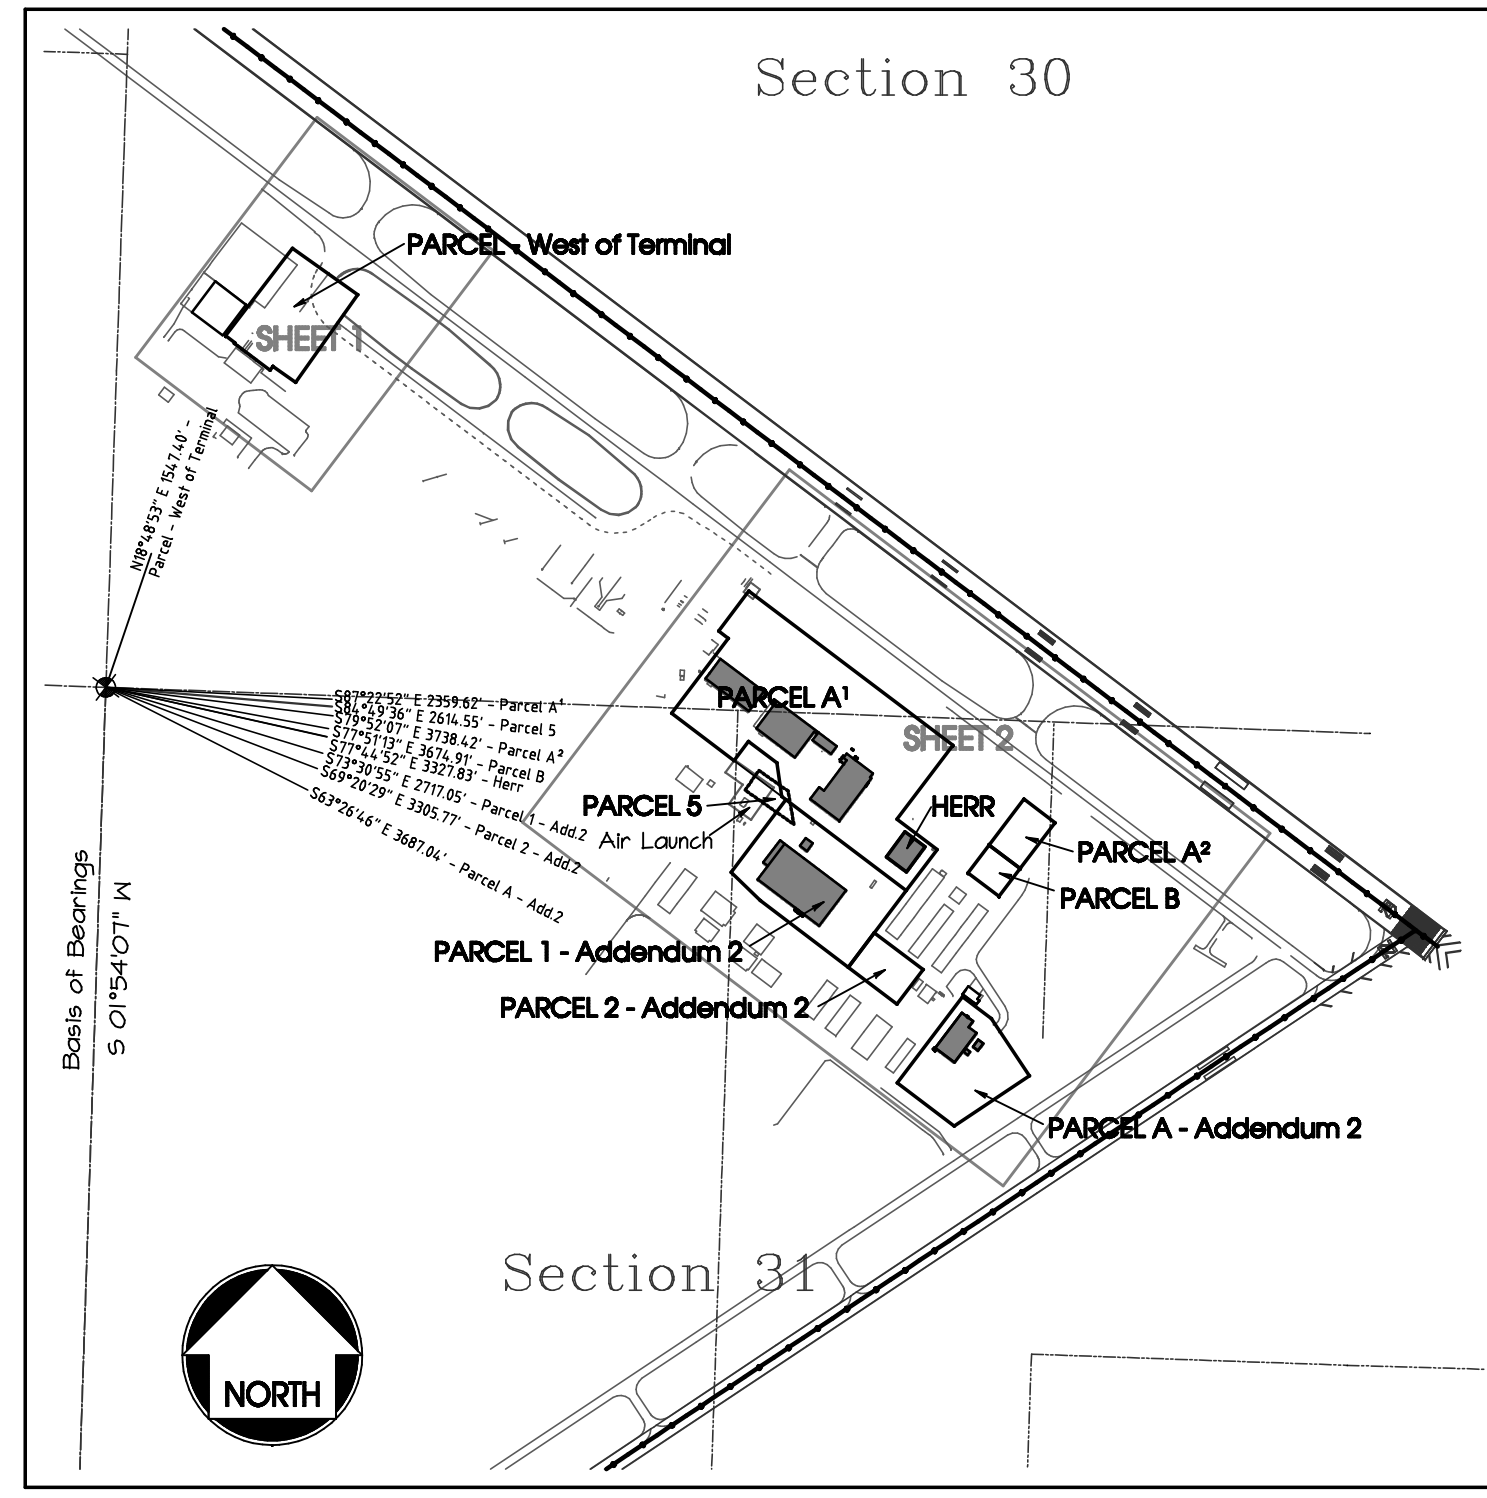 Section 30
PARCEL - West of Terminal
SHEET 1
N18°48'53" E 1547.40' -
Parcel - West of Terminal
S87°22'52" E 2359.62' - Parcel A¹
S84°49'36" E 2614.55' - Parcel 5
S79°52'07" E 3738.42' - Parcel A²
S77°51'13" E 3674.91' - Parcel B
S77°44'52" E 3327.83' - Herr
S73°30'55" E 2717.05' - Parcel 1 - Add.2
S69°20'29" E 3305.77' - Parcel 2 - Add.2
S63°26'46" E 3687.04' - Parcel A - Add.2
PARCEL A¹
SHEET 2
PARCEL 5
Air Launch
HERR
PARCEL A²
PARCEL B
PARCEL 1 - Addendum 2
PARCEL 2 - Addendum 2
PARCEL A - Addendum 2
Basis of Bearings
S 01°54'07" W
Section 31
NORTH